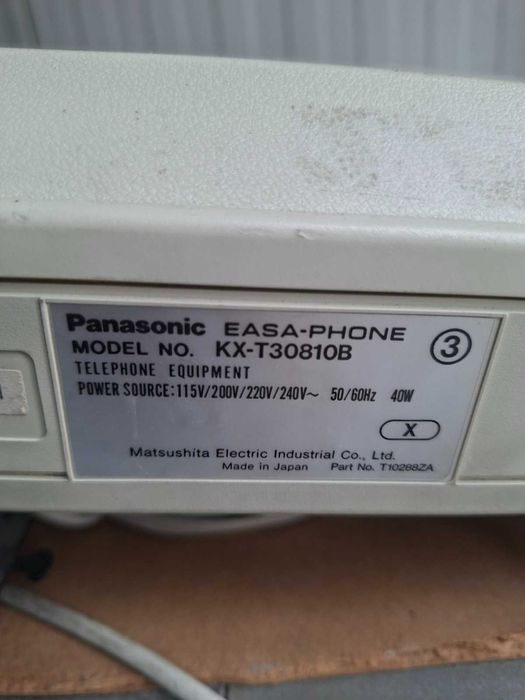 Panasonic EASA-PHONE
MODEL NO. KX-T30810B
3
TELEPHONE EQUIPMENT
POWER SOURCE:115V/200V/220V/240V~ 50/60Hz 40W
X
Matsushita Electric Industrial Co., Ltd.
Made in Japan Part No. T10288ZA